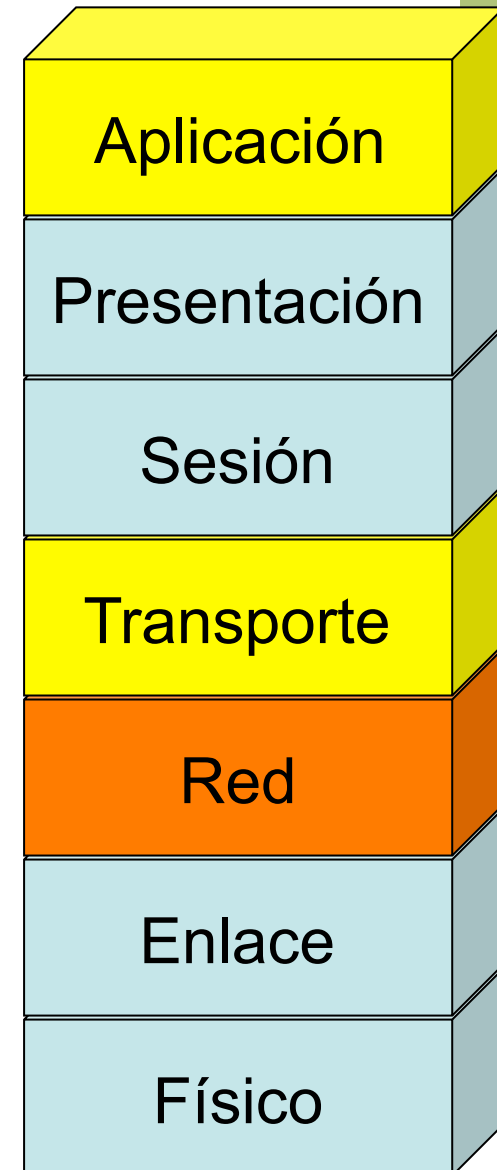 Aplicación
Presentación
Sesión
Transporte
Red
Enlace
Físico